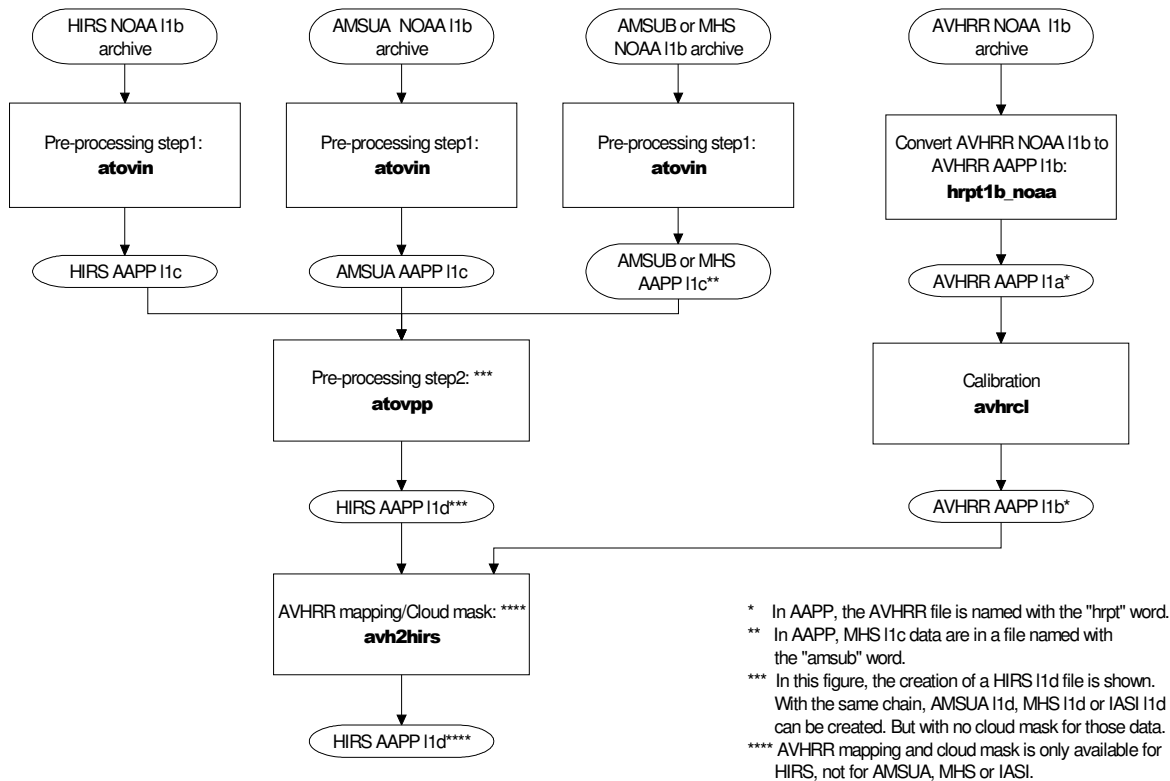 HIRS NOAA l1b
archive
AMSUA NOAA l1b
archive
AMSUB or MHS
NOAA l1b archive
AVHRR NOAA l1b
archive
Pre-processing step1:
atovin
Pre-processing step1:
atovin
Pre-processing step1:
atovin
Convert AVHRR NOAA l1b to
AVHRR AAPP l1b:
hrpt1b_noaa
HIRS AAPP l1c
AMSUA AAPP l1c
AMSUB or MHS
AAPP l1c**
AVHRR AAPP l1a*
Pre-processing step2: ***
atovpp
Calibration
avhrcl
HIRS AAPP l1d***
AVHRR AAPP l1b*
AVHRR mapping/Cloud mask: ****
avh2hirs
HIRS AAPP l1d****
* In AAPP, the AVHRR file is named with the "hrpt" word.
** In AAPP, MHS l1c data are in a file named with
the "amsub" word.
*** In this figure, the creation of a HIRS l1d file is shown.
With the same chain, AMSUA l1d, MHS l1d or IASI l1d
can be created. But with no cloud mask for those data.
**** AVHRR mapping and cloud mask is only available for
HIRS, not for AMSUA, MHS or IASI.